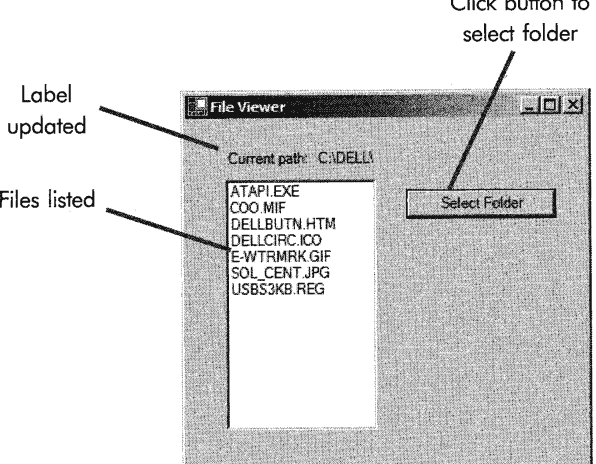 Click button to
select folder
Label
updated
File Viewer
Current path: C:\DELL\
Files listed
ATAPI.EXE
COO.MIF
DELLBUTN.HTM
DELLCIRC.ICO
E-WTRMRK.GIF
SOL_CENT.JPG
USBS3KB.REG
Select Folder